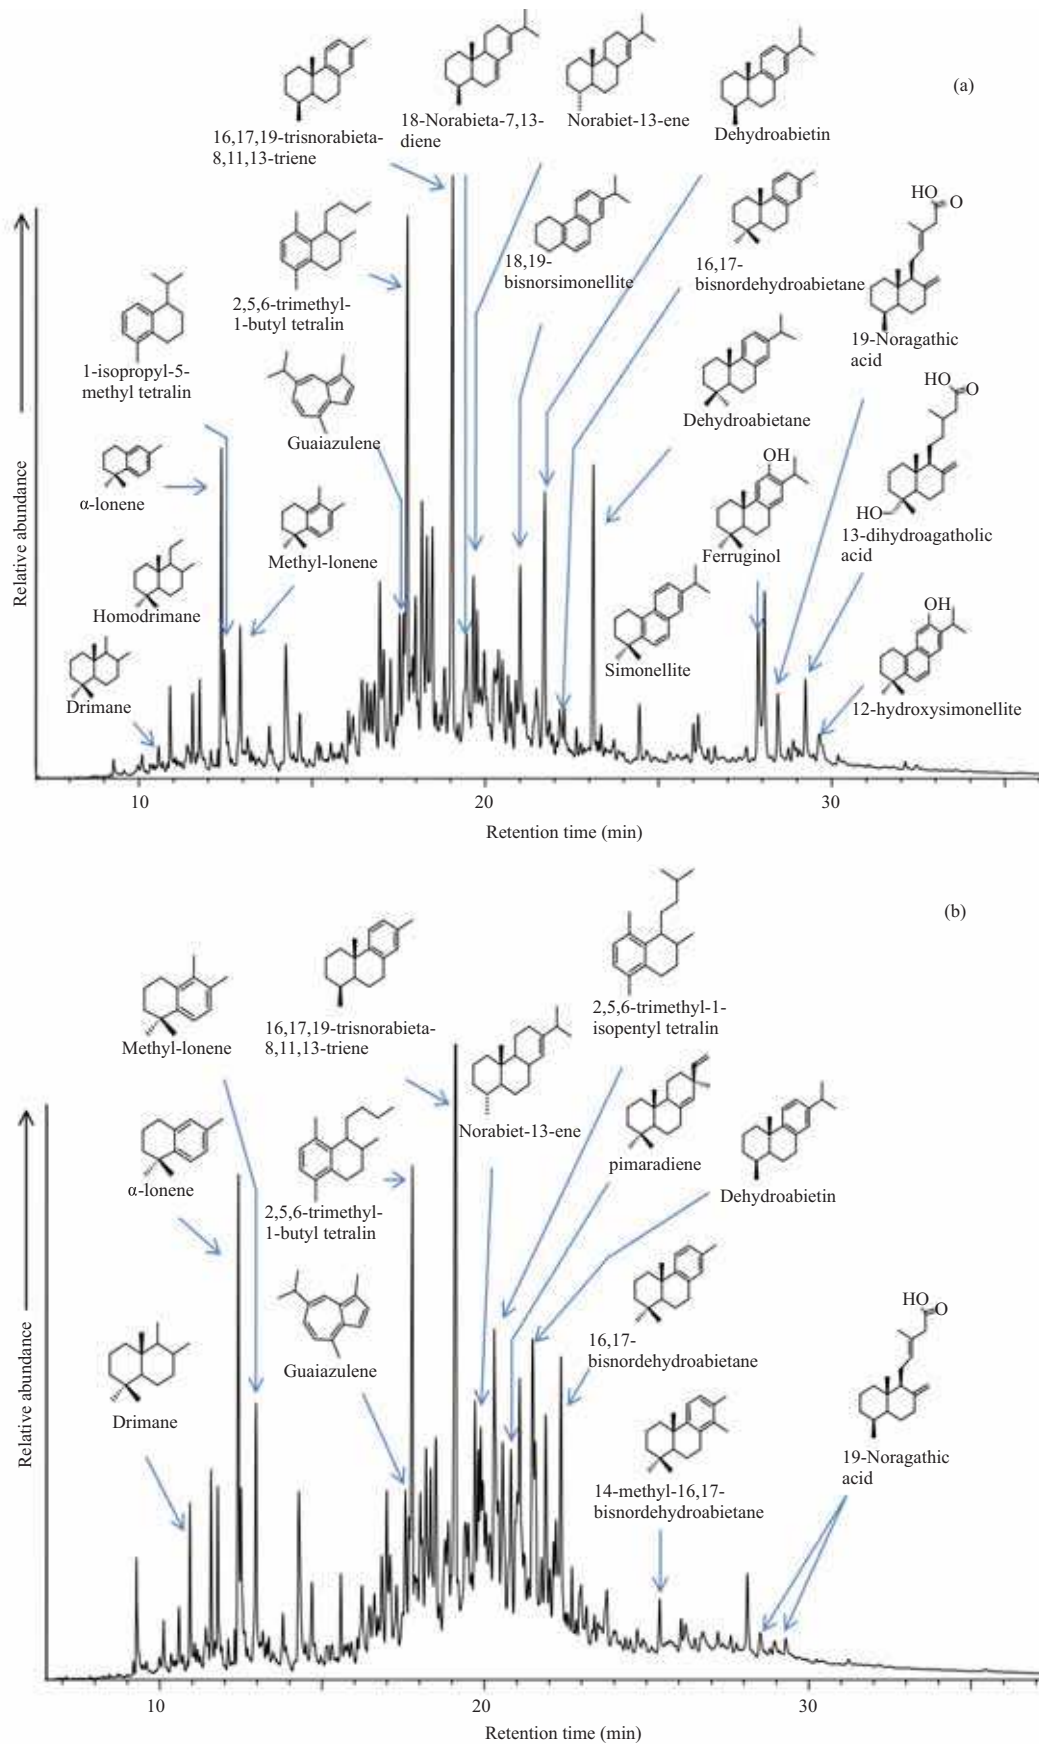 (a)
16,17,19-trisnorabieta-
8,11,13-triene
18-Norabieta-7,13-
diene
Norabiet-13-ene
Dehydroabietin
HO
O
2,5,6-trimethyl-
1-butyl tetralin
18,19-
bisnorsimonellite
16,17-
bisnordehydroabietane
19-Noragathic
acid
1-isopropyl-5-
methyl tetralin
Guaiazulene
Dehydroabietane
HO
O
OH
α-Ionene
Methyl-Ionene
Ferruginol
HO
13-dihydroagatholic
acid
Homodrimane
Simonellite
OH
Drimane
12-hydroxysimonellite
Relative abundance
10
20
30
Retention time (min)
(b)
Methyl-Ionene
16,17,19-trisnorabieta-
8,11,13-triene
2,5,6-trimethyl-1-
isopentyl tetralin
Norabiet-13-ene
pimaradiene
Dehydroabietin
α-Ionene
2,5,6-trimethyl-
1-butyl tetralin
HO
O
Guaiazulene
16,17-
bisnordehydroabietane
Drimane
19-Noragathic
acid
14-methyl-16,17-
bisnordehydroabietane
Relative abundance
10
20
30
Retention time (min)